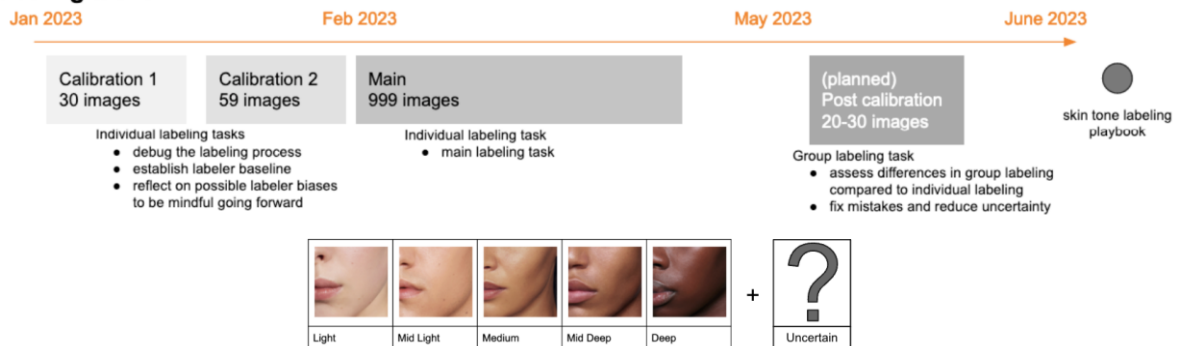 Jan 2023 Feb 2023 May 2023 June 2023
Calibration 1
30 images
Calibration 2
59 images
Main
999 images
(planned)
Post calibration
20-30 images
skin tone labeling
playbook
Individual labeling tasks
• debug the labeling process
• establish labeler baseline
• reflect on possible labeler biases
to be mindful going forward
Individual labeling task
• main labeling task
Group labeling task
• assess differences in group labeling
compared to individual labeling
• fix mistakes and reduce uncertainty
+
?
Light
Mid Light
Medium
Mid Deep
Deep
Uncertain